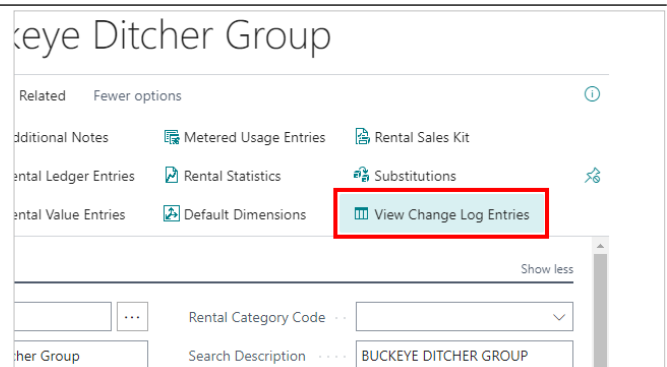 keye Ditcher Group
Related Fewer options
dditional Notes Metered Usage Entries Rental Sales Kit
ental Ledger Entries Rental Statistics Substitutions
ental Value Entries Default Dimensions View Change Log Entries
Show less
... Rental Category Code
cher Group Search Description BUCKEYE DITCHER GROUP